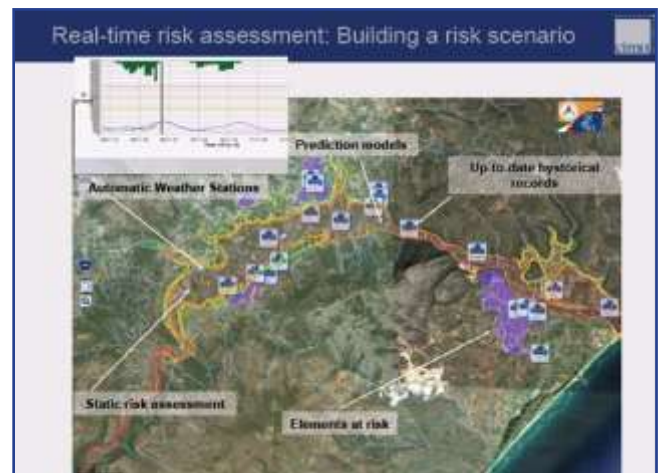 Real-time risk assessment: Building a risk scenario
Prediction models
Up-to-date hystorical
records
Automatic Weather Stations
Static risk assessment
Elements at risk